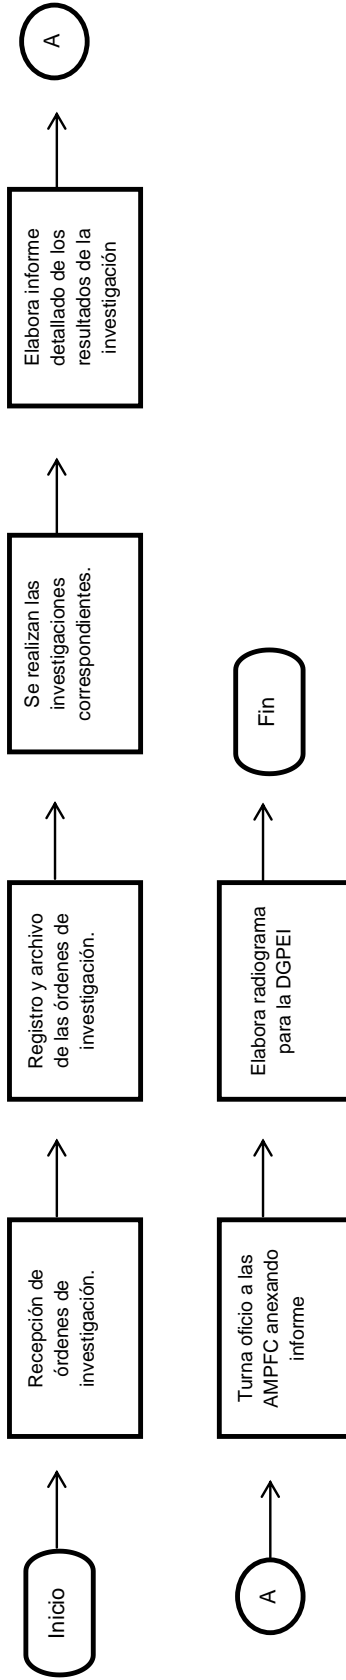 Inicio
Recepción de
órdenes de
investigación.
Registro y archivo
de las órdenes de
investigación.
Se realizan las
investigaciones
correspondientes.
Elabora informe
detallado de los
resultados de la
investigación
A
A
Turna oficio a las
AMPFC anexando
informe
Elabora radiograma
para la DGPEI
Fin